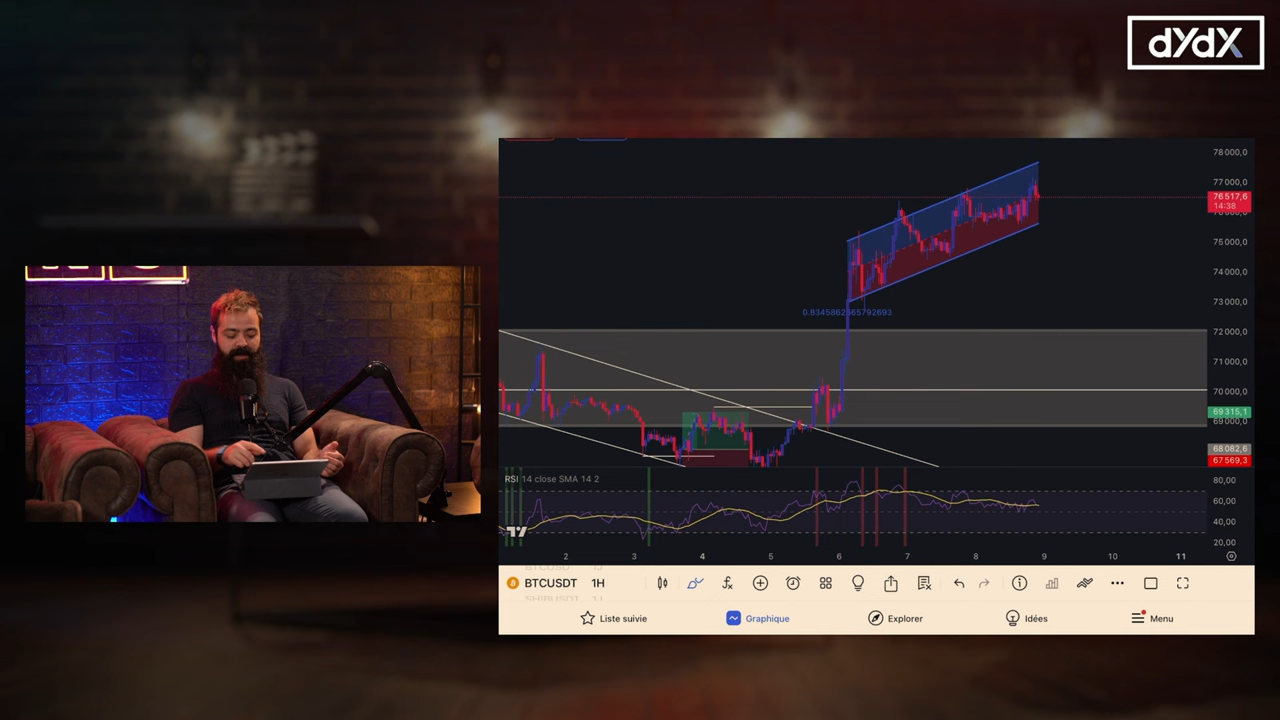 dYdX
78 000,0
77 000,0
76 517,6
14:38
76 000,0
75 000,0
74 000,0
73 000,0
72 000,0
71 000,0
70 000,0
69 315,1
69 000,0
68 082,6
67 569,3
RSI 14 close SMA 14 2
80,00
60,00
40,00
20,00
2 3 4 5 6 7 8 9 10 11
BTCUSDT 1H
Liste suivie
Graphique
Explorer
Idées
Menu